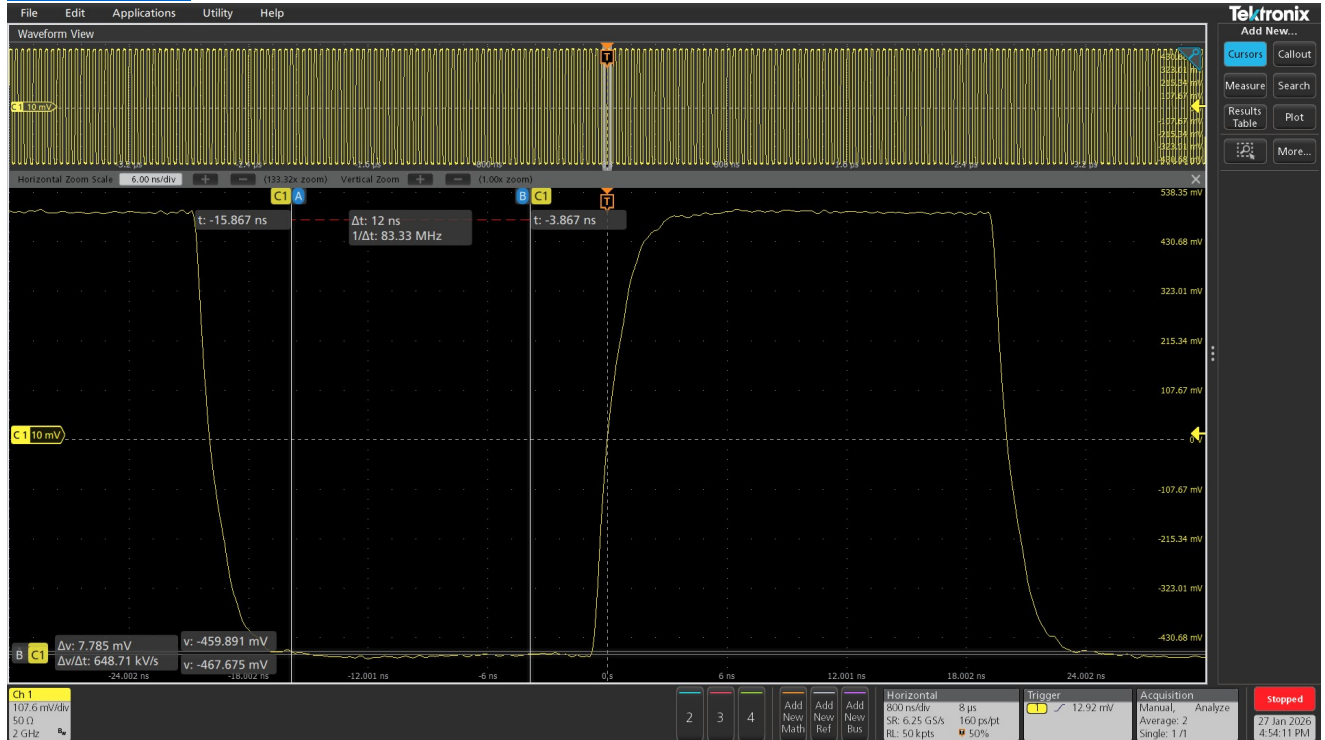 File Edit Applications Utility Help
Tektronix
Waveform View
Add New...
Cursors Callout
Measure Search
Results Table Plot
More...
C1 10 mV
Horizontal Zoom Scale 6.00 ns/div + − (133.32x zoom) Vertical Zoom + − (1.00x zoom) X
C1 A B C1 T
t: -15.867 ns
Δt: 12 ns
1/Δt: 83.33 MHz
t: -3.867 ns
538.35 mV
430.68 mV
323.01 mV
215.34 mV
107.67 mV
C1 10 mV
-107.67 mV
-215.34 mV
-323.01 mV
-430.68 mV
B C1
Δv: 7.785 mV
Δv/Δt: 648.71 kV/s
v: -459.891 mV
v: -467.675 mV
-24.002 ns -18.002 ns -12.001 ns -6 ns 0 s 6 ns 12.001 ns 18.002 ns 24.002 ns
Ch 1
107.6 mV/div
50 Ω
2 GHz Bw
2 3 4
Add New Math
Add New Ref
Add New Bus
Horizontal
800 ns/div 8 µs
SR: 6.25 GS/s 160 ps/pt
RL: 50 kpts 50%
Trigger
1 12.92 mV
Acquisition
Manual, Analyze
Average: 2
Single: 1 /1
Stopped
27 Jan 2026
4:54:11 PM